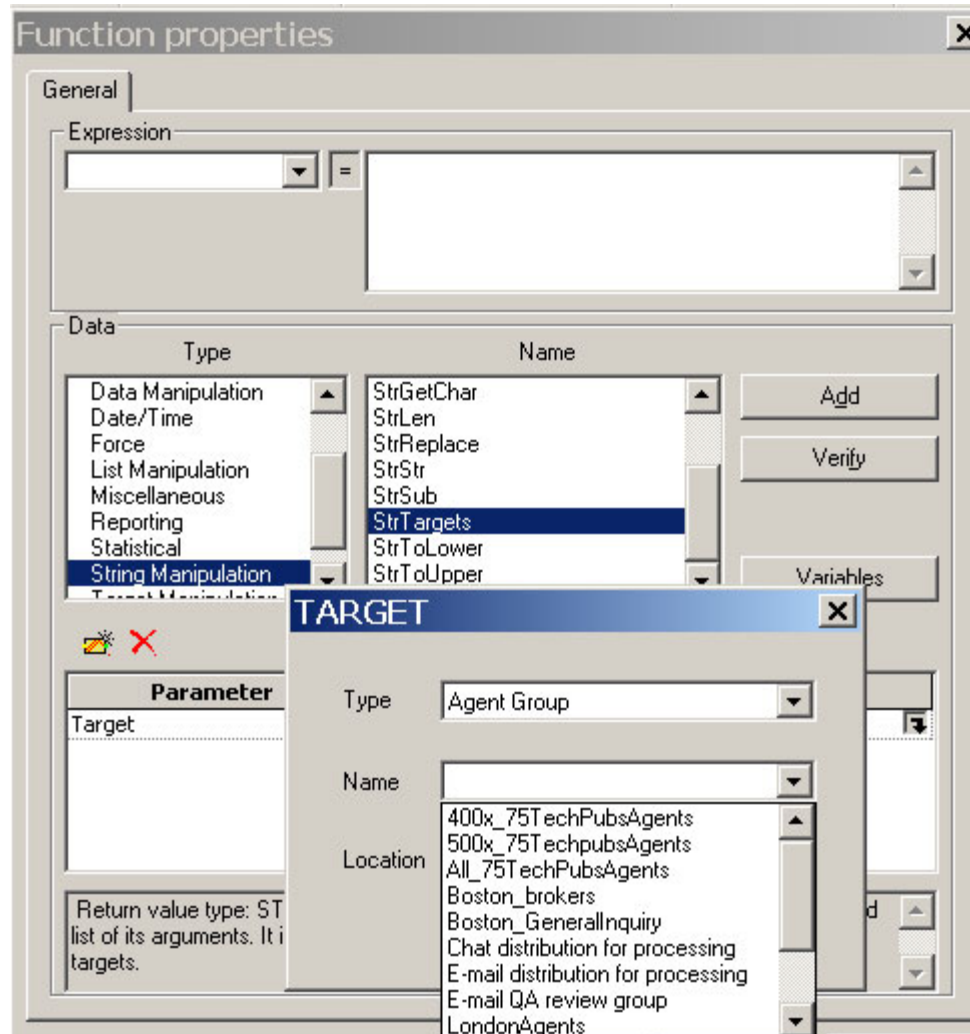 Function properties
General
Expression
=
Data
Type
Name
Data Manipulation
Date/Time
Force
List Manipulation
Miscellaneous
Reporting
Statistical
String Manipulation
StrGetChar
StrLen
StrReplace
StrStr
StrSub
StrTargets
StrToLower
StrToUpper
Add
Verify
Variables
Parameter
Target
Return value type: ST
list of its arguments. It i
targets.
d
TARGET
Type
Agent Group
Name
Location
400x_75TechPubsAgents
500x_75TechpubsAgents
All_75TechPubsAgents
Boston_brokers
Boston_GeneralInquiry
Chat distribution for processing
E-mail distribution for processing
E-mail QA review group
LondonAgents